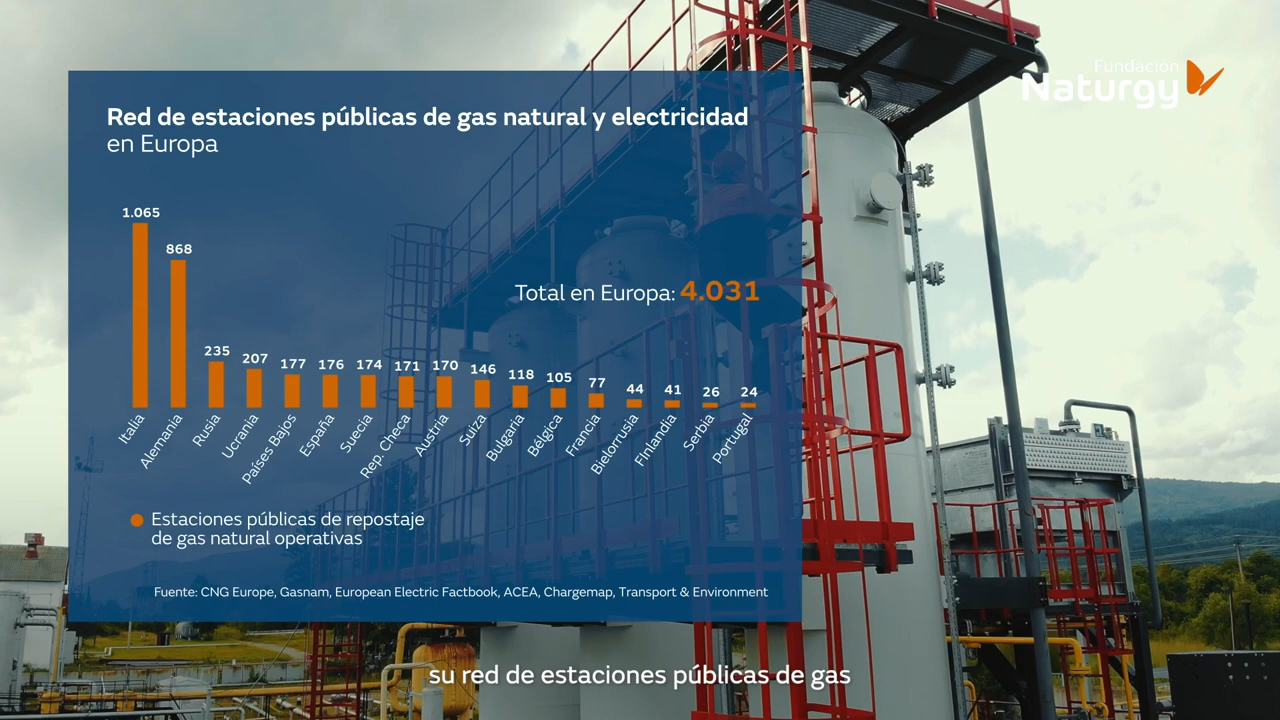 Fundación
Naturgy
Red de estaciones públicas de gas natural y electricidad
en Europa
1.065
868
235
207
177
176
174
171
170
146
118
105
77
44
41
26
24
Total en Europa: 4.031
Italia
Alemania
Rusia
Ucrania
Países Bajos
España
Suecia
Rep. Checa
Austria
Suiza
Bulgaria
Bélgica
Francia
Bielorrusia
Finlandia
Serbia
Portugal
Estaciones públicas de repostaje
de gas natural operativas
Fuente: CNG Europe, Gasnam, European Electric Factbook, ACEA, Chargemap, Transport & Environment
su red de estaciones públicas de gas